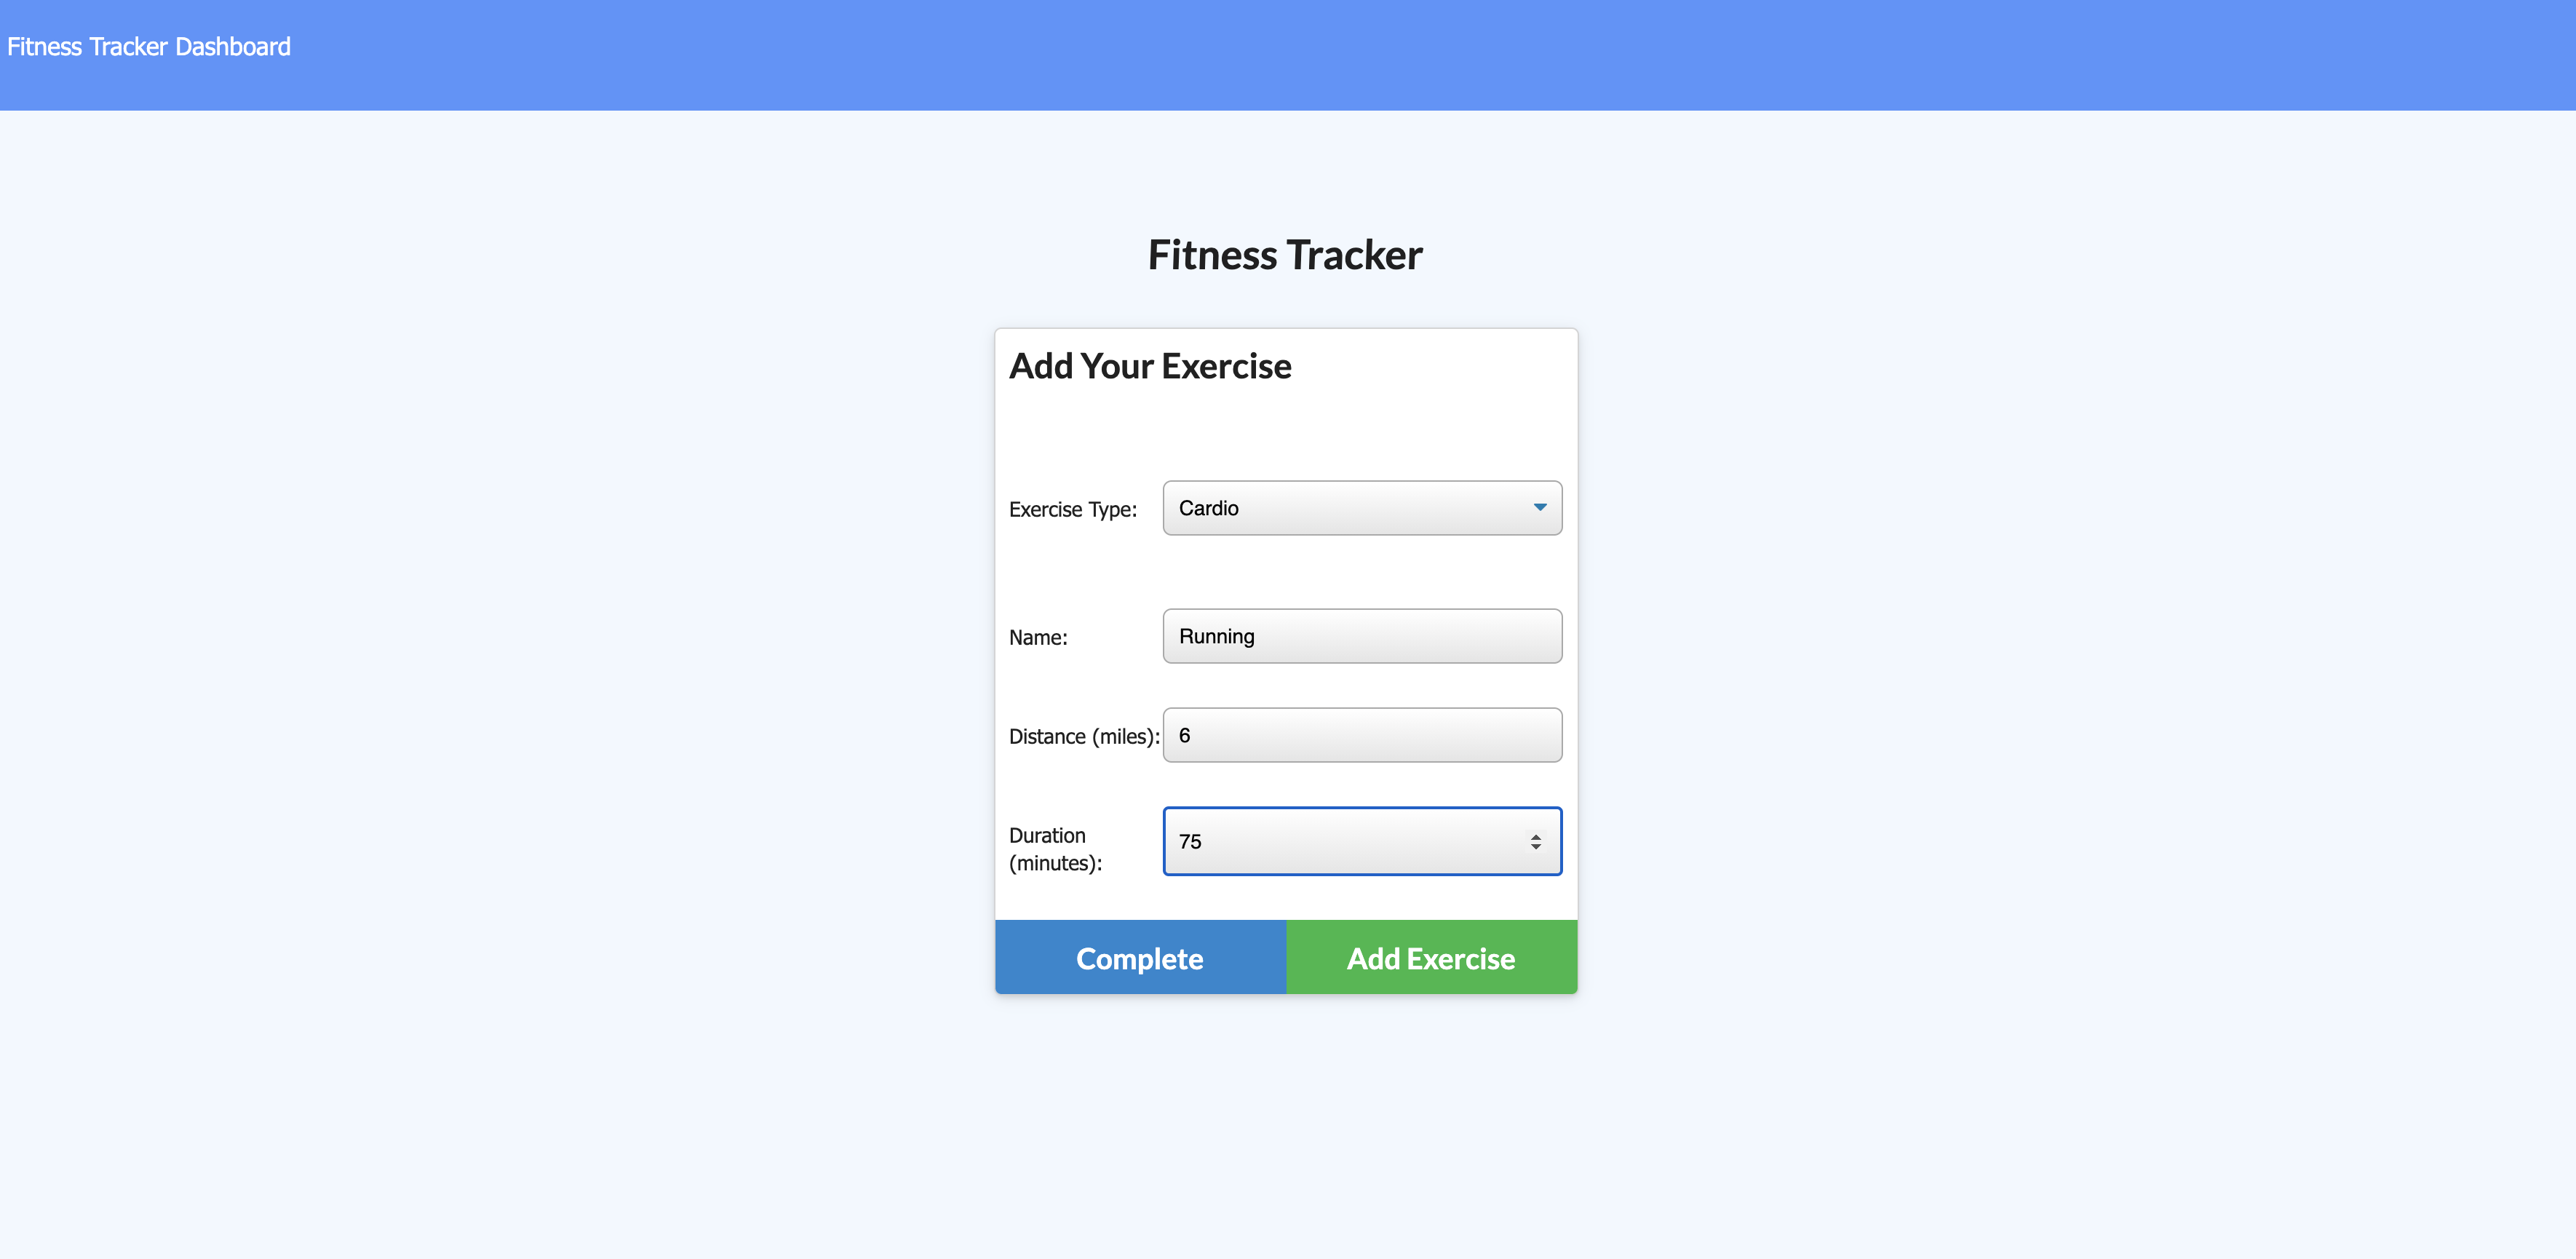 Fitness Tracker Dashboard
Fitness Tracker
Add Your Exercise
Exercise Type: Cardio
Name: Running
Distance (miles): 6
Duration
(minutes): 75
Complete Add Exercise